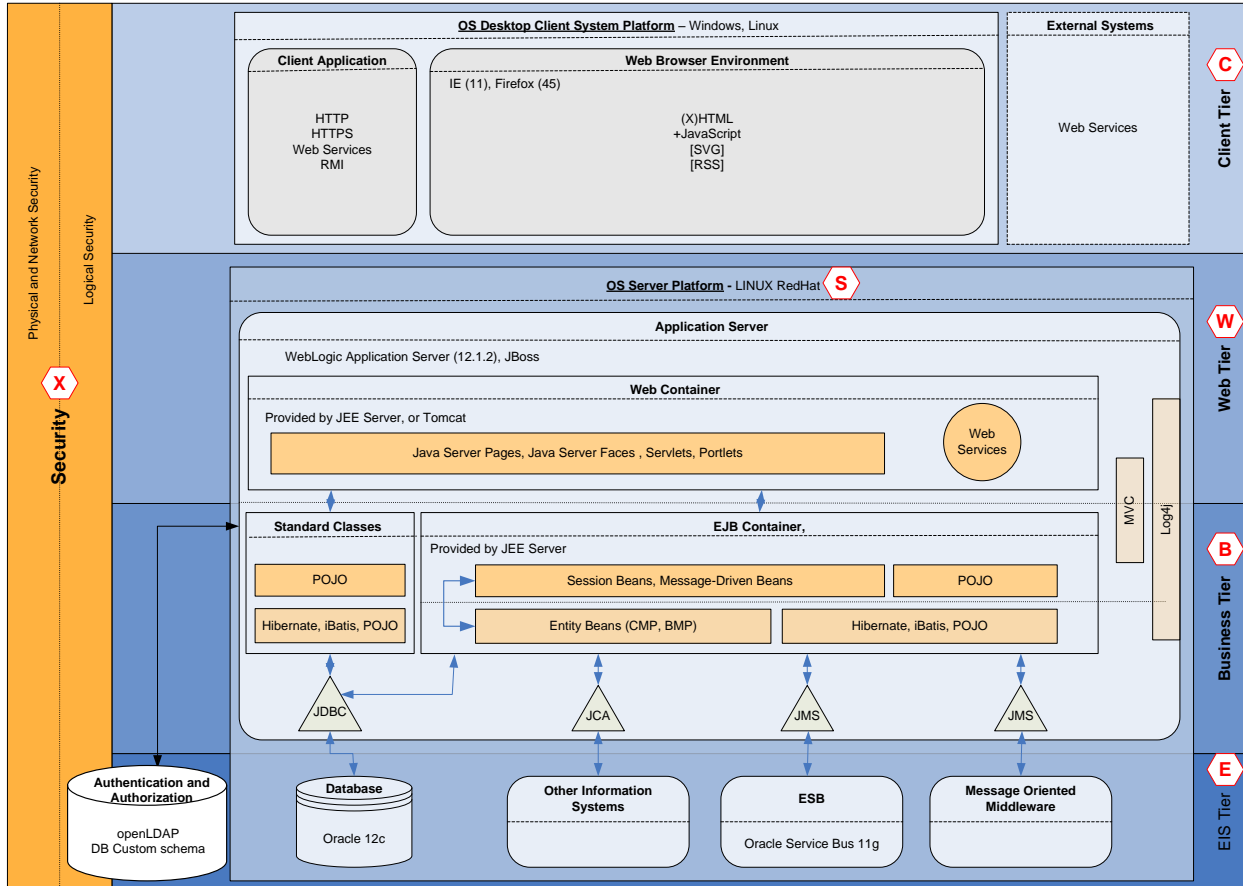 OS Desktop Client System Platform – Windows, Linux
External Systems
Client Application
Web Browser Environment
IE (11), Firefox (45)
HTTP
HTTPS
Web Services
RMI
(X)HTML
+JavaScript
[SVG]
[RSS]
Web Services
C
Client Tier
Physical and Network Security
Logical Security
X
Security
OS Server Platform - LINUX RedHat
S
Application Server
WebLogic Application Server (12.1.2), JBoss
Web Container
Provided by JEE Server, or Tomcat
Java Server Pages, Java Server Faces , Servlets, Portlets
Web
Services
W
Web Tier
MVC
Log4j
Standard Classes
POJO
Hibernate, iBatis, POJO
EJB Container,
Provided by JEE Server
Session Beans, Message-Driven Beans
POJO
Entity Beans (CMP, BMP)
Hibernate, iBatis, POJO
B
Business Tier
JDBC
JCA
JMS
JMS
Authentication and
Authorization
openLDAP
DB Custom schema
Database
Oracle 12c
Other Information
Systems
ESB
Oracle Service Bus 11g
Message Oriented
Middleware
E
EIS Tier